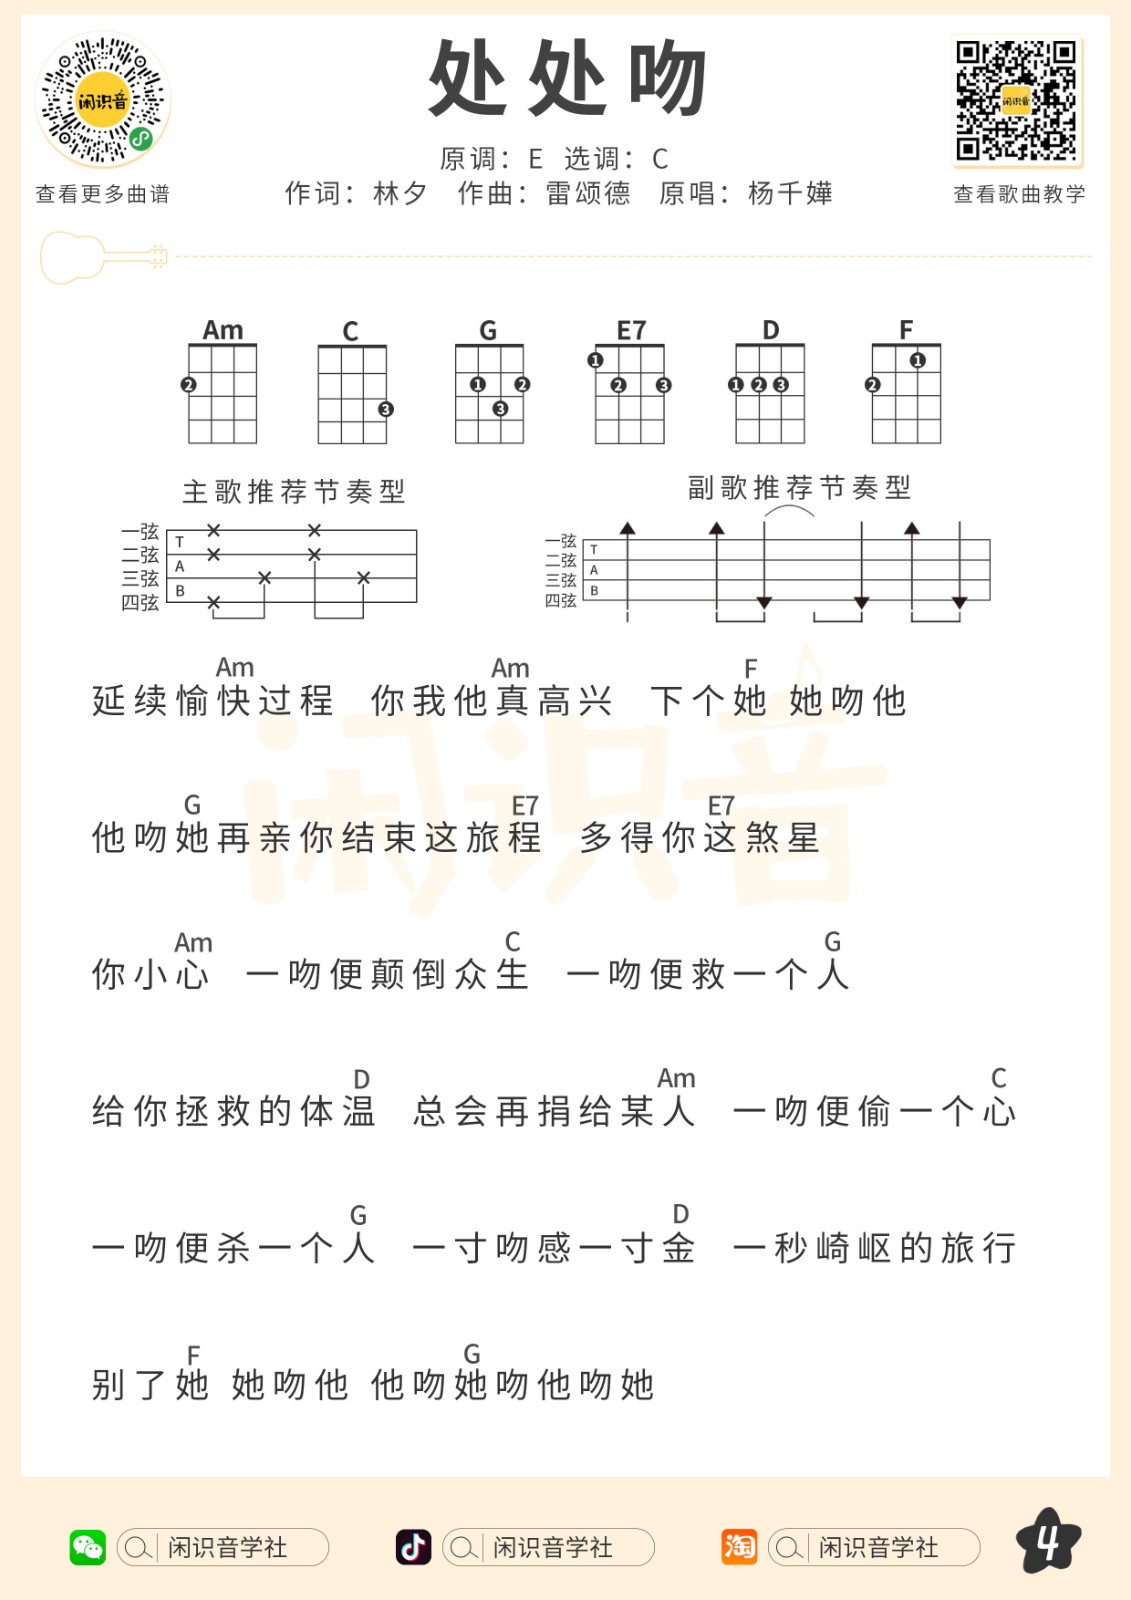 处处吻
闲识音
闲识音
原调：E 选调：C
查看更多曲谱
作词：林夕 作曲：雷颂德 原唱：杨千嬅
查看歌曲教学
Am C G E7 D F
2 3 1 2 3 1 2 3 1 2 3 1 2
主歌推荐节奏型
一弦
二弦
三弦
四弦
T
A
B
副歌推荐节奏型
一弦
二弦
三弦
四弦
T
A
B
Am Am F
延续愉快过程 你我他真高兴 下个她 她吻他
闲识音
G E7 E7
他吻她再亲你结束这旅程 多得你这煞星
Am C G
你小心 一吻便颠倒众生 一吻便救一个人
D Am C
给你拯救的体温 总会再捐给某人 一吻便偷一个心
G D
一吻便杀一个人 一寸吻感一寸金 一秒崎岖的旅行
F G
别了她 她吻他 他吻她吻他吻她
闲识音学社 闲识音学社 淘 闲识音学社 4